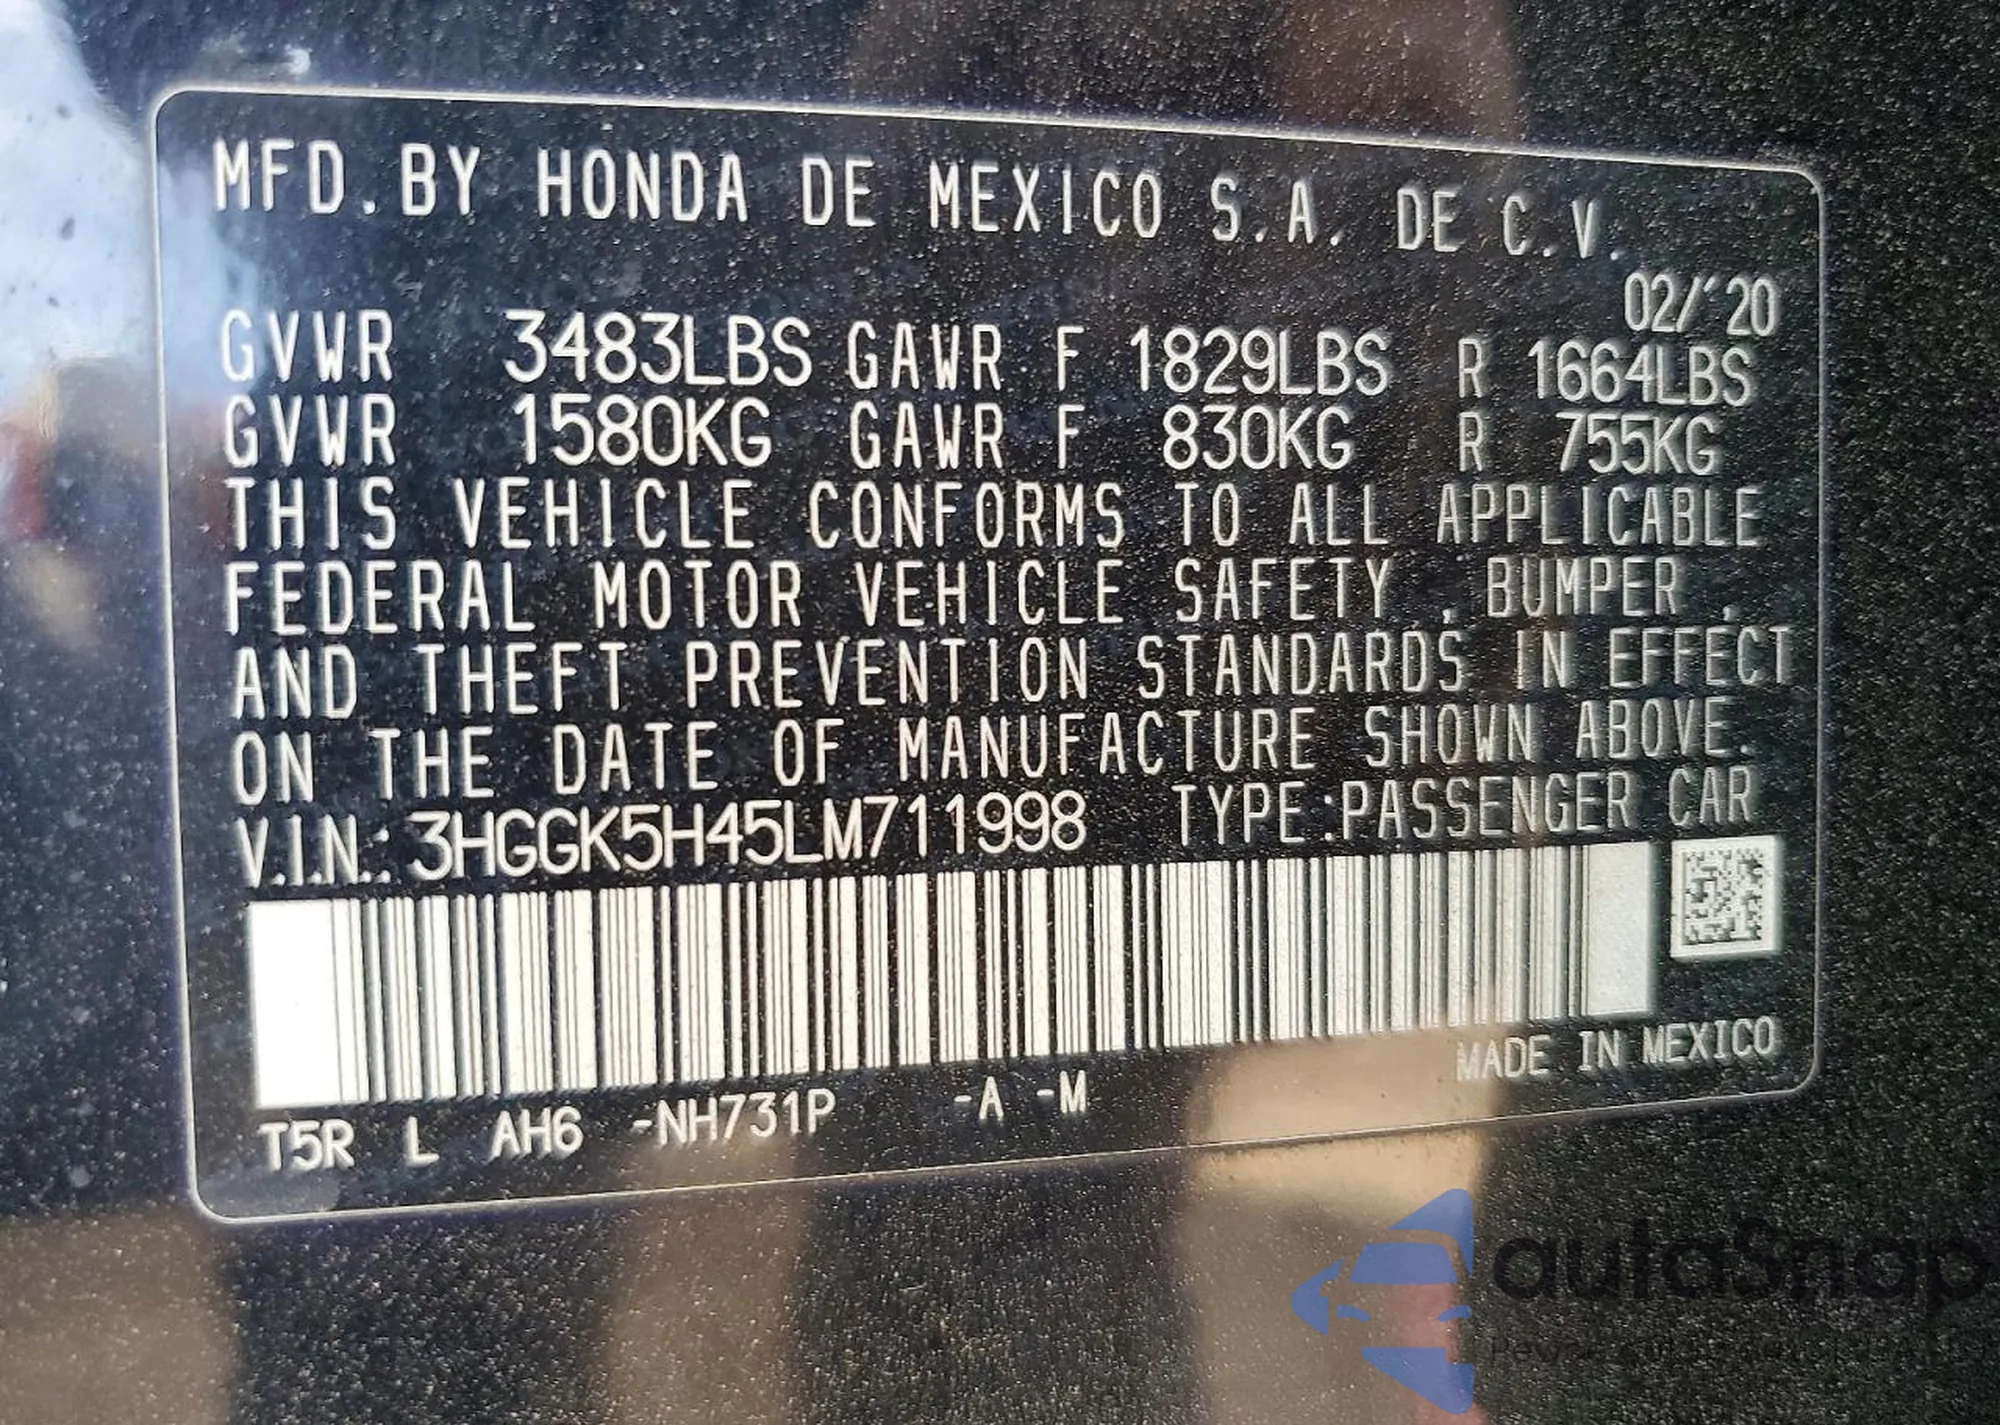 MFD.BY HONDA DE MEXICO S.A. DE C.V.
02/'20
GVWR 3483LBS GAWR F 1829LBS R 1664LBS
GVWR 1580KG GAWR F 830KG R 755KG
THIS VEHICLE CONFORMS TO ALL APPLICABLE
FEDERAL MOTOR VEHICLE SAFETY , BUMPER ,
AND THEFT PREVENTION STANDARDS IN EFFECT
ON THE DATE OF MANUFACTURE SHOWN ABOVE.
V.I.N.: 3HGGK5H45LM711998 TYPE:PASSENGER CAR
MADE IN MEXICO
T5R L AH6 -NH731P -A -M
autaSnap